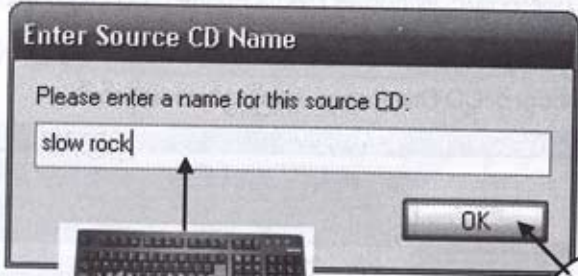 Enter Source CD Name
Please enter a name for this source CD:
slow rock
OK